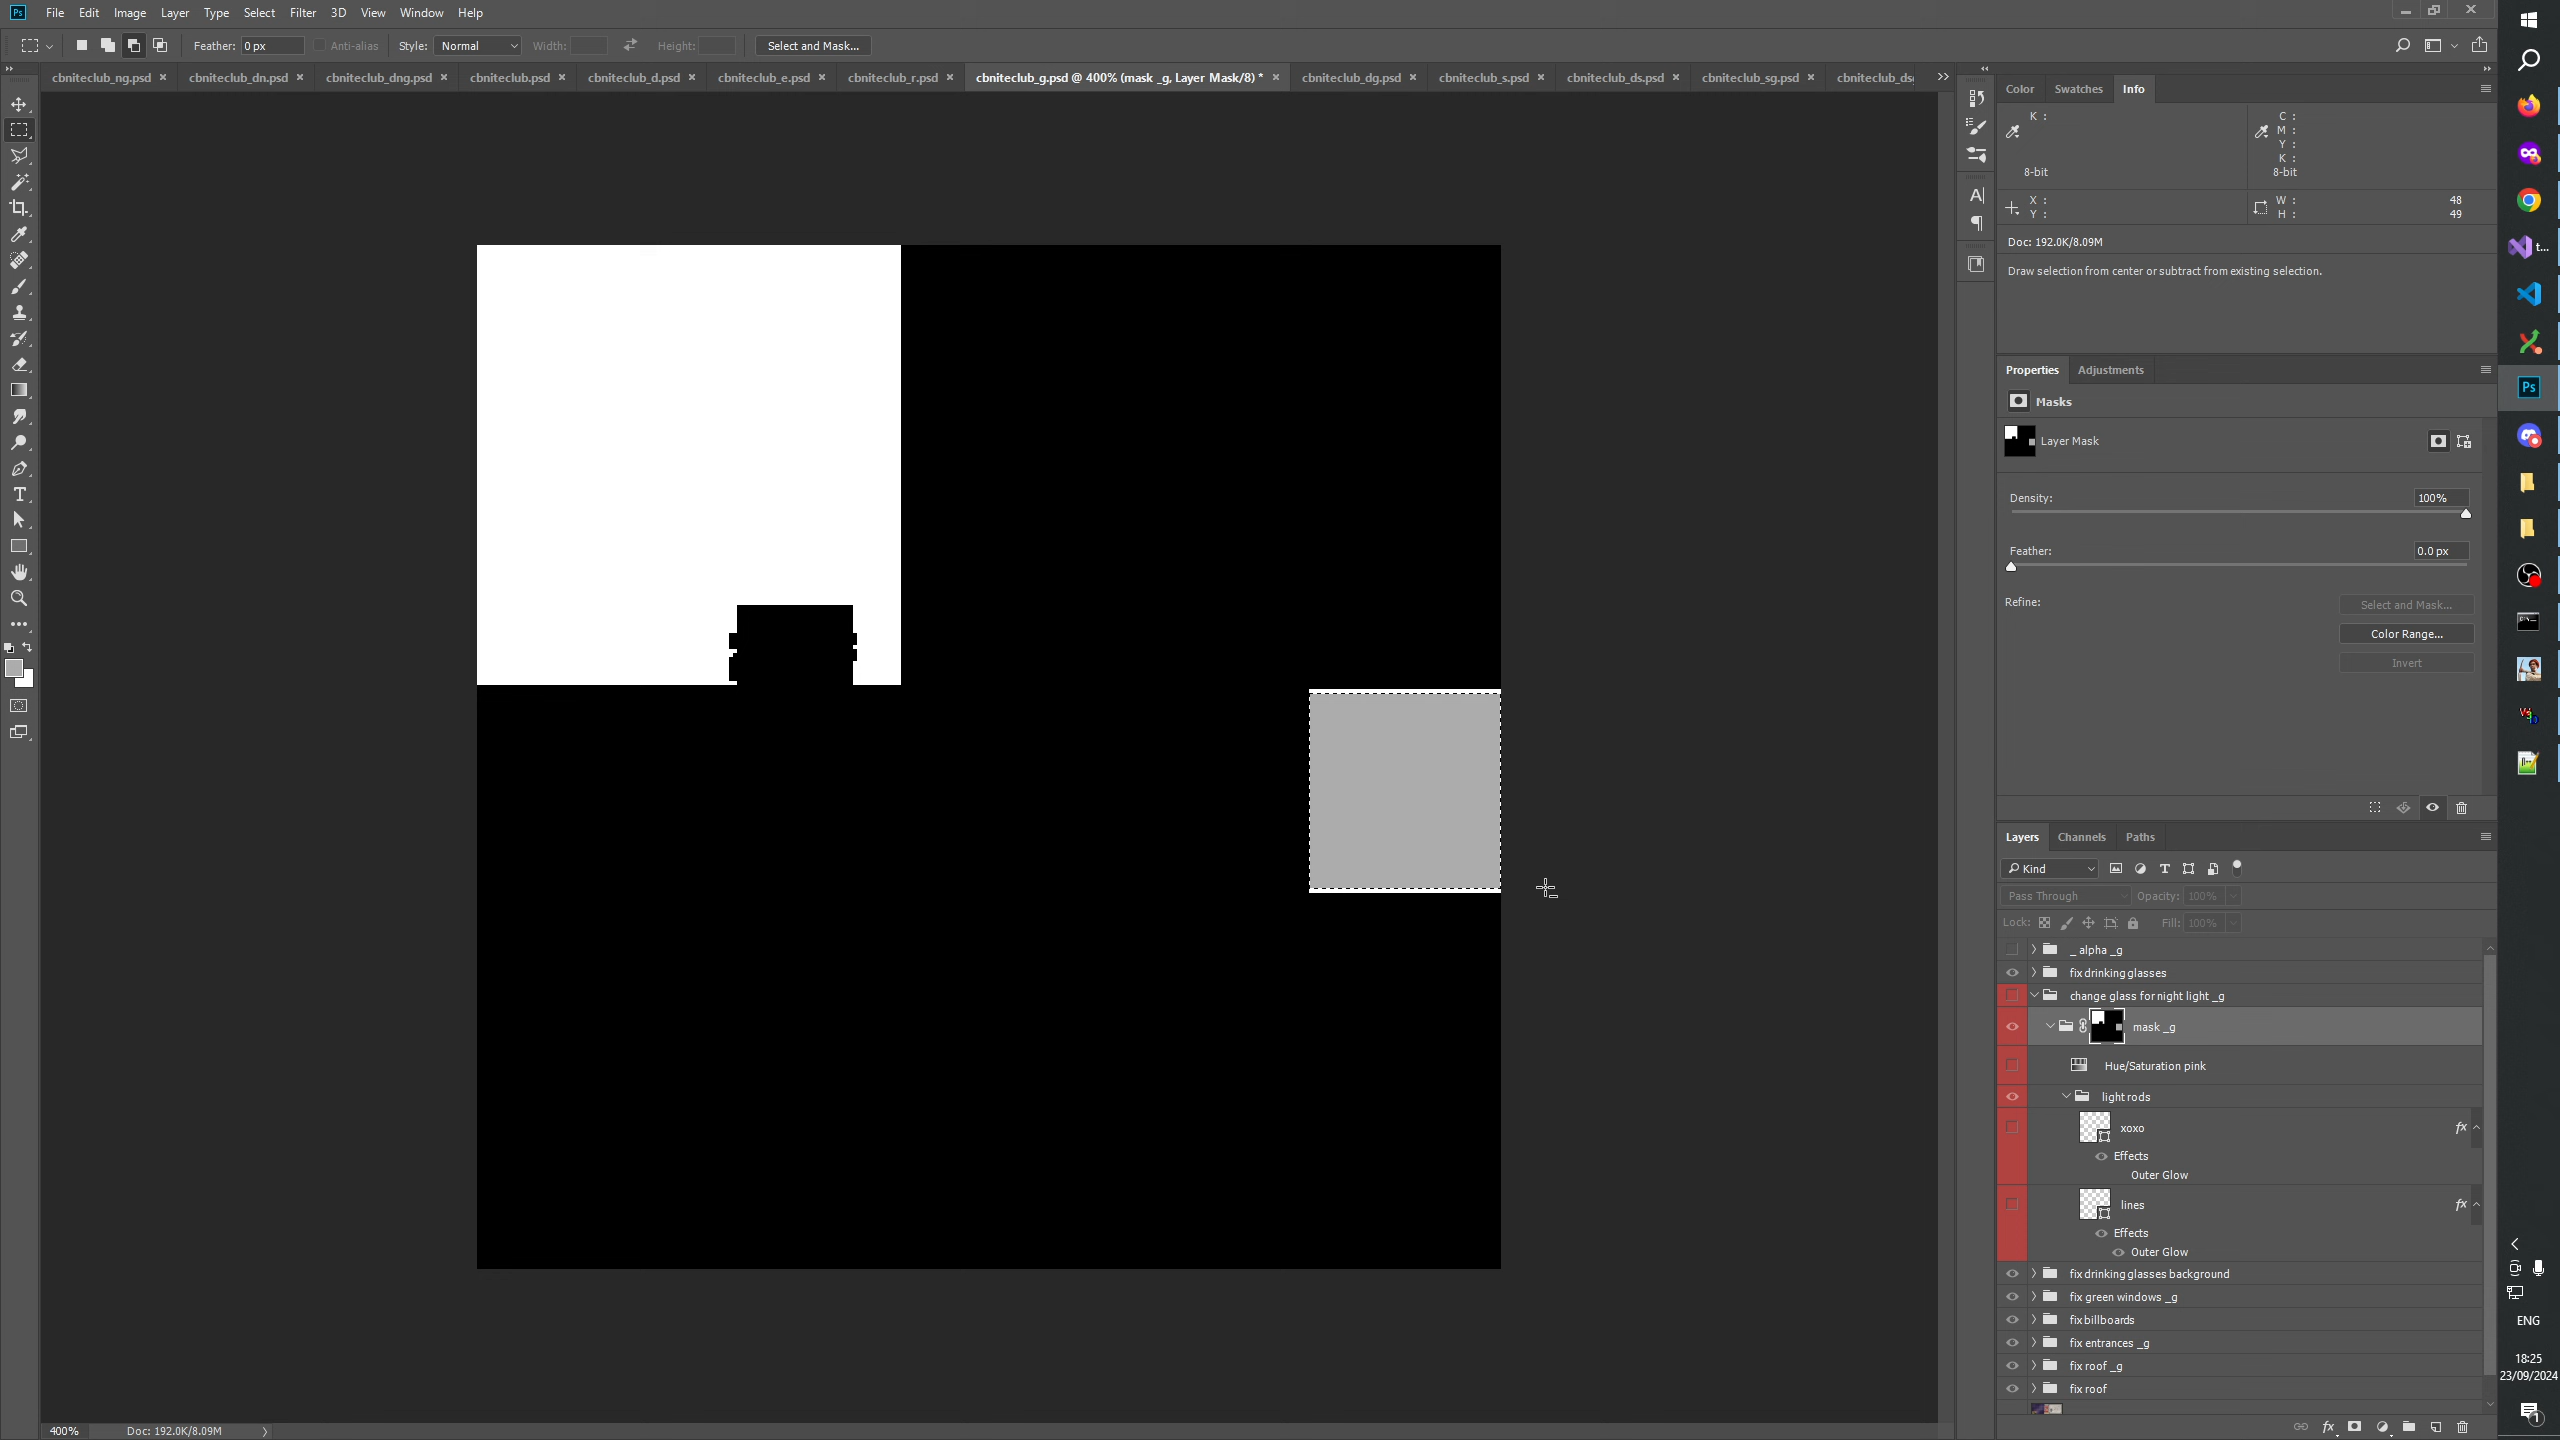 Ps File Edit Image Layer Type Select Filter 3D View Window Help
Feather: 0 px Anti-alias Style: Normal Width: Height: Select and Mask...
cbniteclub_ng.psd × cbniteclub_dn.psd × cbniteclub_dng.psd × cbniteclub.psd × cbniteclub_d.psd × cbniteclub_e.psd × cbniteclub_r.psd × cbniteclub_g.psd @ 400% (mask _g, Layer Mask/8) * × cbniteclub_dg.psd × cbniteclub_s.psd × cbniteclub_ds.psd × cbniteclub_sg.psd × cbniteclub_ds
Color Swatches Info
K : C :
M :
Y :
K :
8-bit 8-bit
X : W : 48
Y : H : 49
Doc: 192.0K/8.09M
Draw selection from center or subtract from existing selection.
Properties Adjustments
Masks
Layer Mask
Density: 100%
Feather: 0.0 px
Refine: Select and Mask...
Color Range...
Invert
Layers Channels Paths
Kind
Pass Through Opacity: 100%
Lock: Fill: 100%
_ alpha _g
fix drinking glasses
change glass for night light _g
mask _g
Hue/Saturation pink
light rods
xoxo fx
Effects
Outer Glow
lines fx
Effects
Outer Glow
fix drinking glasses background
fix green windows _g
fix billboards
fix entrances _g
fix roof _g
fix roof
fx
400% Doc: 192.0K/8.09M
t...
Ps
ENG
18:25
23/09/2024
1